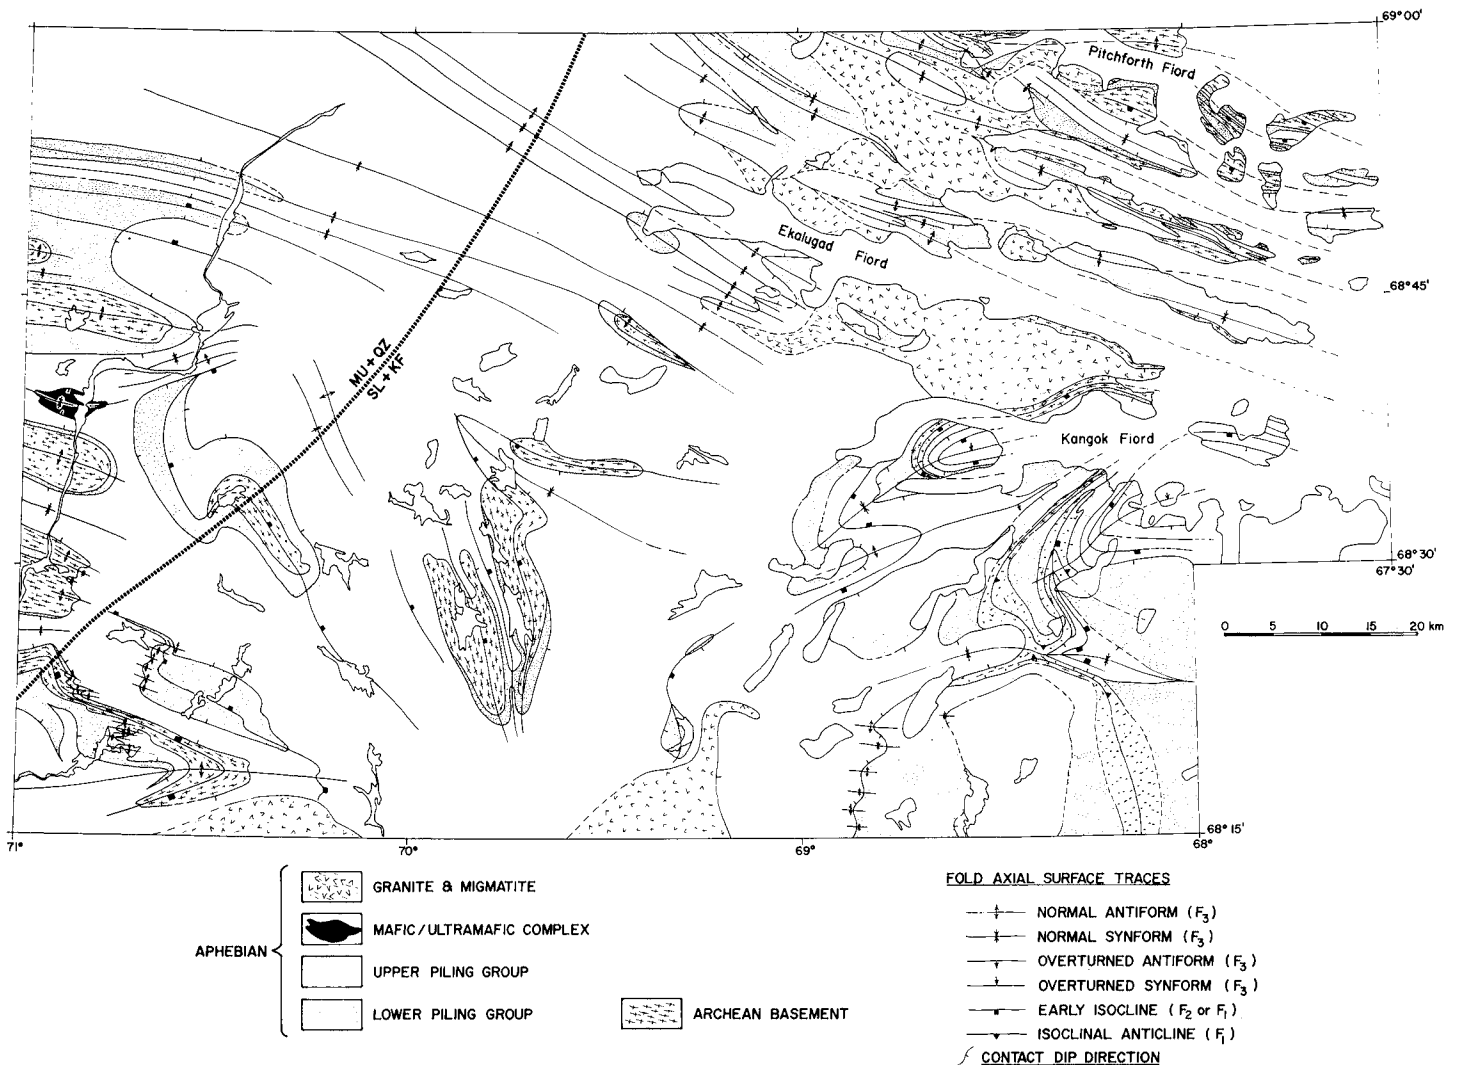 69° 00'
Pitchforth Fiord
Ekalugad Fiord
68° 45'
MU + QZ
SL + KF
Kangok Fiord
68° 30'
67° 30'
0 5 10 15 20 km
68° 15'
71° 70° 69° 68°
APHEBIAN
GRANITE & MIGMATITE
MAFIC/ULTRAMAFIC COMPLEX
UPPER PILING GROUP
LOWER PILING GROUP
ARCHEAN BASEMENT
FOLD AXIAL SURFACE TRACES
NORMAL ANTIFORM (F3)
NORMAL SYNFORM (F3)
OVERTURNED ANTIFORM (F3)
OVERTURNED SYNFORM (F3)
EARLY ISOCLINE (F2 or F1)
ISOCLINAL ANTICLINE (F1)
CONTACT DIP DIRECTION